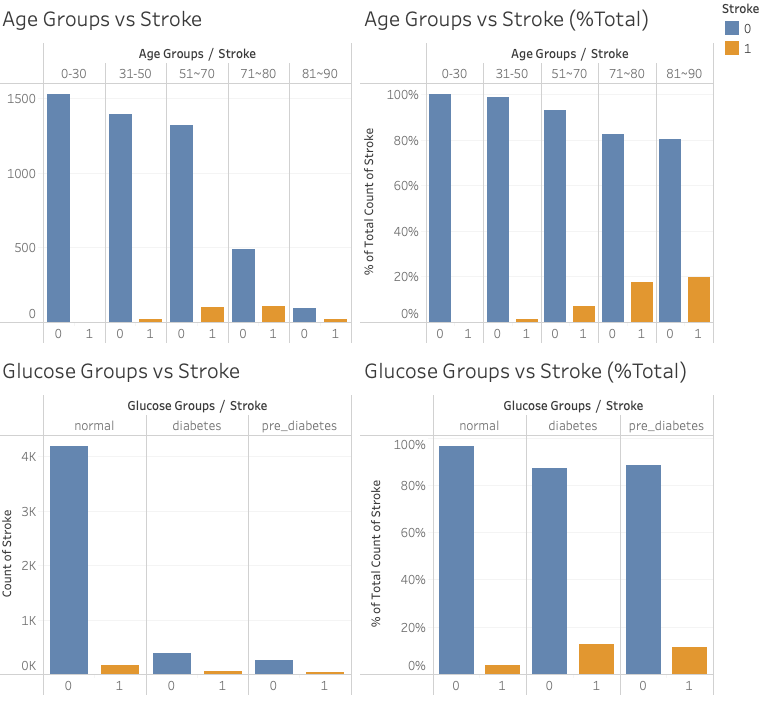 Age Groups vs Stroke
Age Groups / Stroke
0-30 31-50 51~70 71~80 81~90
1500
1000
500
0
0 1 0 1 0 1 0 1 0 1
Age Groups vs Stroke (%Total)
Age Groups / Stroke
0-30 31-50 51~70 71~80 81~90
% of Total Count of Stroke
100%
80%
60%
40%
20%
0%
0 1 0 1 0 1 0 1 0 1
Stroke
0
1
Glucose Groups vs Stroke
Glucose Groups / Stroke
normal diabetes pre_diabetes
Count of Stroke
4K
3K
2K
1K
0K
0 1 0 1 0 1
Glucose Groups vs Stroke (%Total)
Glucose Groups / Stroke
normal diabetes pre_diabetes
% of Total Count of Stroke
100%
80%
60%
40%
20%
0%
0 1 0 1 0 1